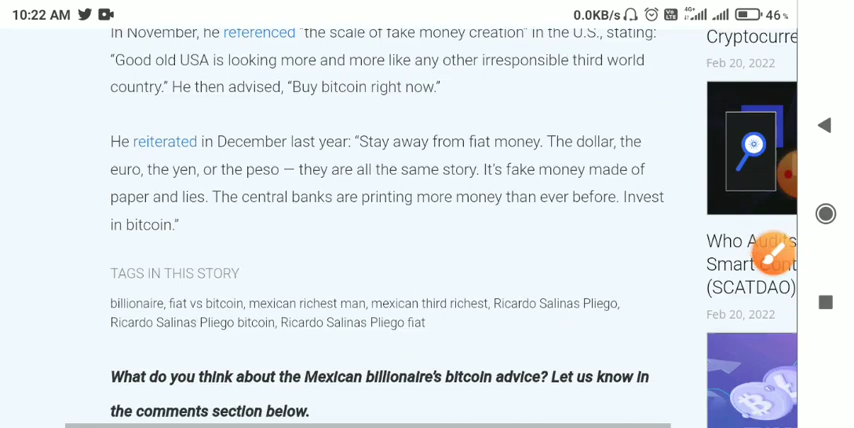 10:22 AM
0.0KB/s
4G+
46%
In November, he referenced "the scale of fake money creation" in the U.S., stating:
“Good old USA is looking more and more like any other irresponsible third world
country.” He then advised, “Buy bitcoin right now.”
He reiterated in December last year: “Stay away from fiat money. The dollar, the
euro, the yen, or the peso — they are all the same story. It’s fake money made of
paper and lies. The central banks are printing more money than ever before. Invest
in bitcoin.”
TAGS IN THIS STORY
billionaire, fiat vs bitcoin, mexican richest man, mexican third richest, Ricardo Salinas Pliego,
Ricardo Salinas Pliego bitcoin, Ricardo Salinas Pliego fiat
What do you think about the Mexican billionaire’s bitcoin advice? Let us know in
the comments section below.
Cryptocurre
Feb 20, 2022
Who Audits
Smart Cont
(SCATDAO)
Feb 20, 2022